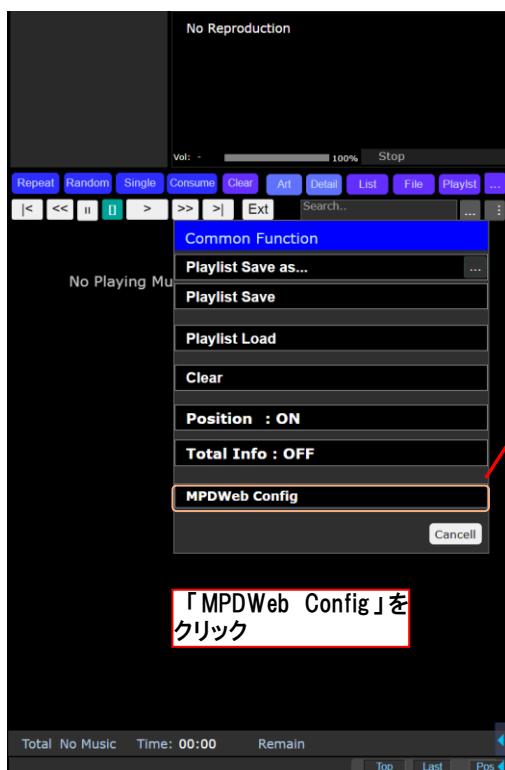 No Reproduction
Vol: - 100% Stop
Repeat Random Single Consume Clear Art Detail List File Playlst ...
|< << II [] > >> >| Ext Search.. ... ⋮
Common Function
Playlist Save as... ...
No Playing Mu
Playlist Save
Playlist Load
Clear
Position : ON
Total Info : OFF
MPDWeb Config
Cancell
「MPDWeb Config」を
クリック
Total No Music Time: 00:00 Remain
Top Last Pos